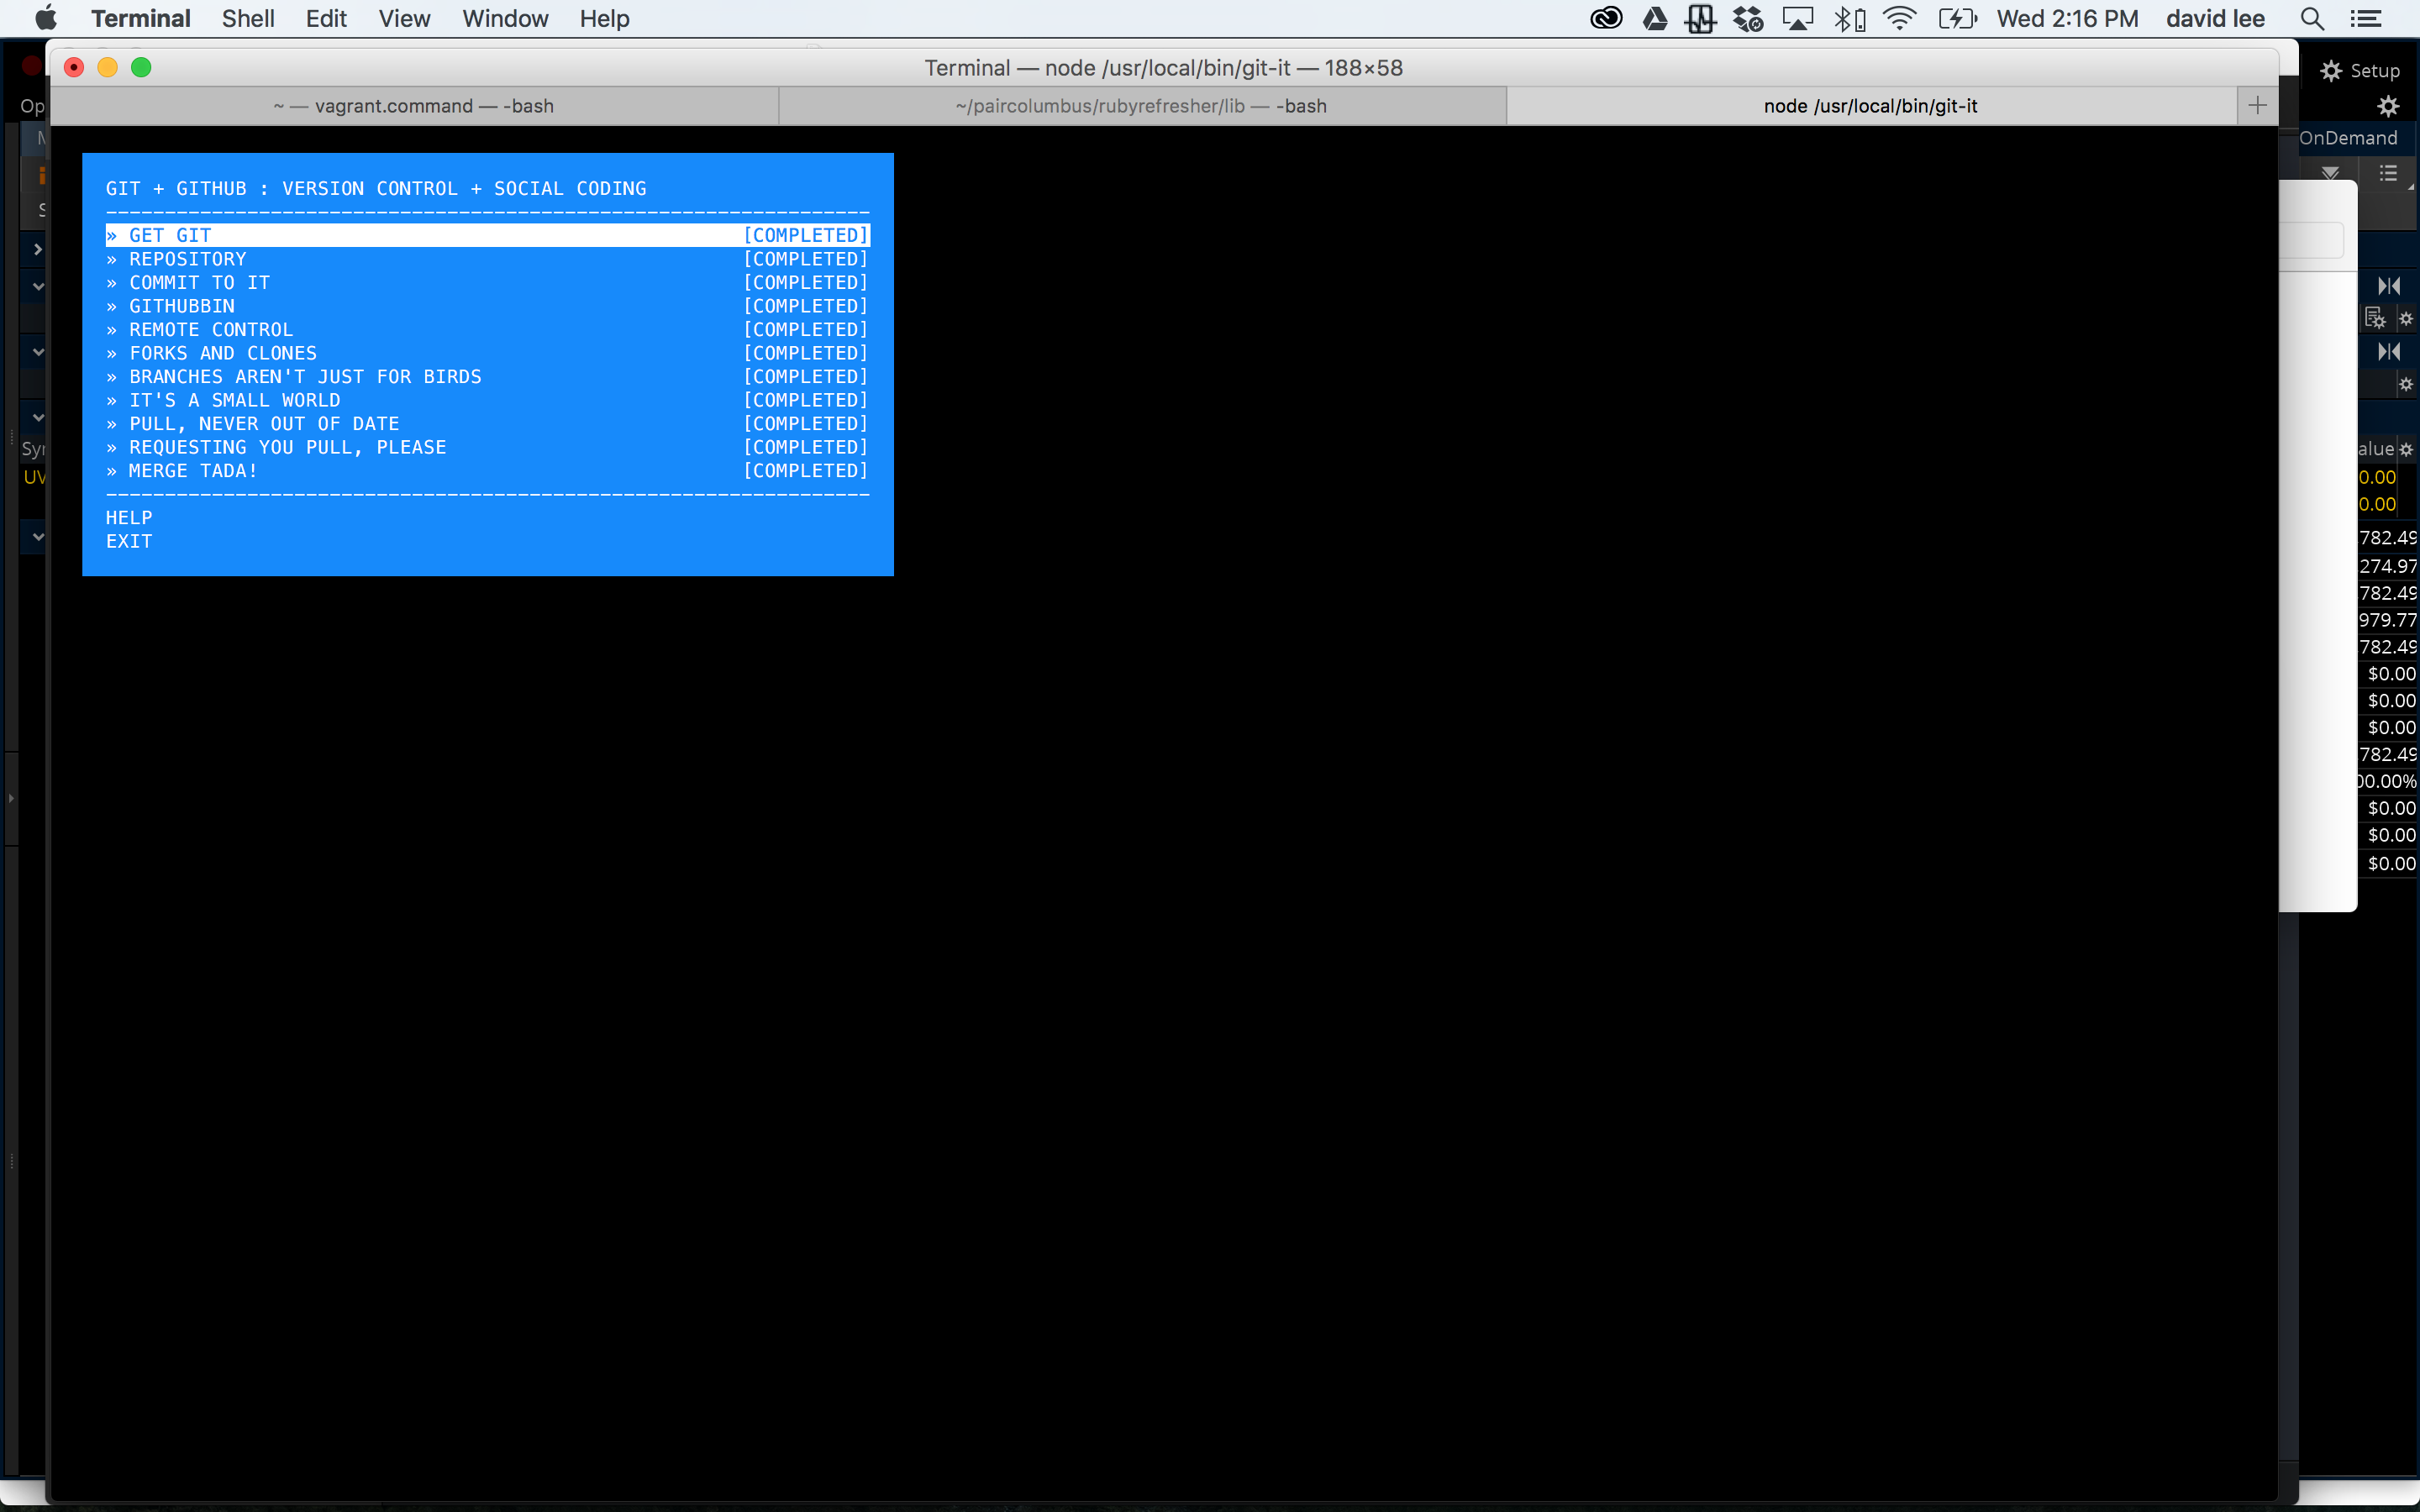 Terminal Shell Edit View Window Help Wed 2:16 PM david lee
Terminal — node /usr/local/bin/git-it — 188×58
Setup
~ — vagrant.command — -bash ~/paircolumbus/rubyrefresher/lib — -bash node /usr/local/bin/git-it +
OnDemand
GIT + GITHUB : VERSION CONTROL + SOCIAL CODING
» GET GIT [COMPLETED]
» REPOSITORY [COMPLETED]
» COMMIT TO IT [COMPLETED]
» GITHUBBIN [COMPLETED]
» REMOTE CONTROL [COMPLETED]
» FORKS AND CLONES [COMPLETED]
» BRANCHES AREN'T JUST FOR BIRDS [COMPLETED]
» IT'S A SMALL WORLD [COMPLETED]
» PULL, NEVER OUT OF DATE [COMPLETED]
» REQUESTING YOU PULL, PLEASE [COMPLETED]
» MERGE TADA! [COMPLETED]
HELP
EXIT
Op
Syr
UV
alue
0.00
0.00
782.49
274.97
782.49
979.77
782.49
$0.00
$0.00
$0.00
782.49
00.00%
$0.00
$0.00
$0.00